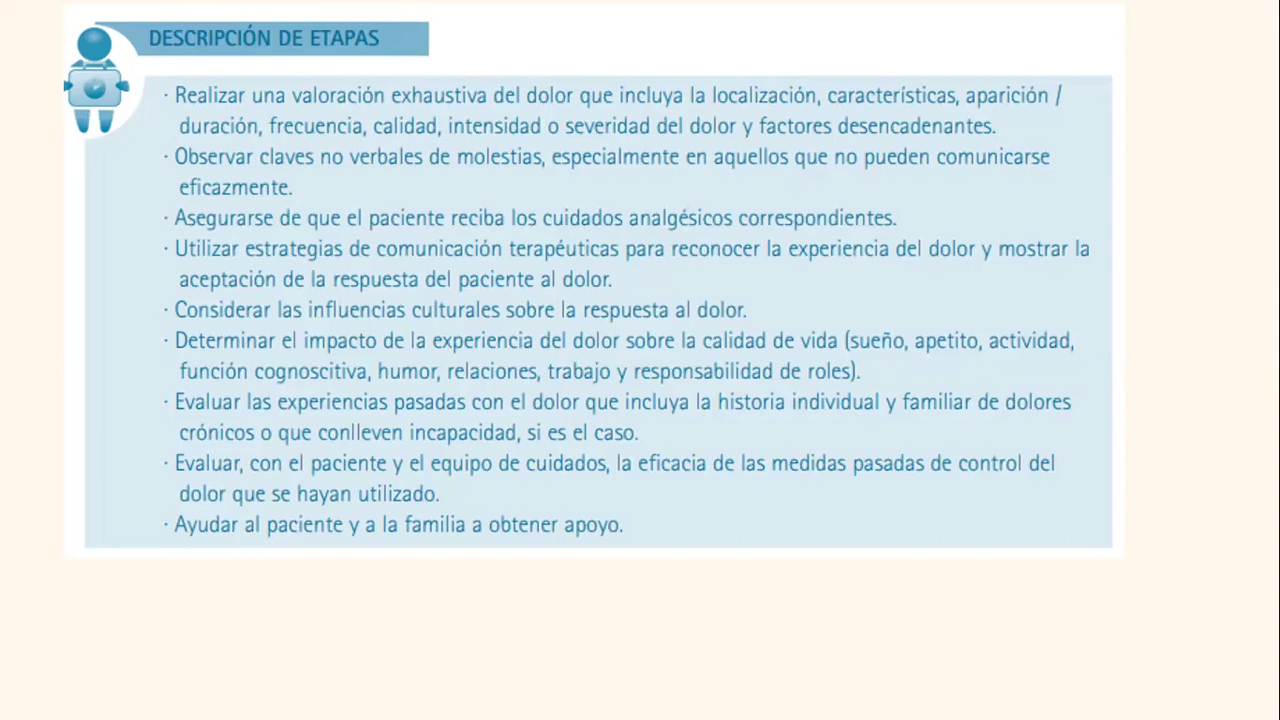 DESCRIPCIÓN DE ETAPAS
· Realizar una valoración exhaustiva del dolor que incluya la localización, características, aparición /
duración, frecuencia, calidad, intensidad o severidad del dolor y factores desencadenantes.
· Observar claves no verbales de molestias, especialmente en aquellos que no pueden comunicarse
eficazmente.
· Asegurarse de que el paciente reciba los cuidados analgésicos correspondientes.
· Utilizar estrategias de comunicación terapéuticas para reconocer la experiencia del dolor y mostrar la
aceptación de la respuesta del paciente al dolor.
· Considerar las influencias culturales sobre la respuesta al dolor.
· Determinar el impacto de la experiencia del dolor sobre la calidad de vida (sueño, apetito, actividad,
función cognoscitiva, humor, relaciones, trabajo y responsabilidad de roles).
· Evaluar las experiencias pasadas con el dolor que incluya la historia individual y familiar de dolores
crónicos o que conlleven incapacidad, si es el caso.
· Evaluar, con el paciente y el equipo de cuidados, la eficacia de las medidas pasadas de control del
dolor que se hayan utilizado.
· Ayudar al paciente y a la familia a obtener apoyo.